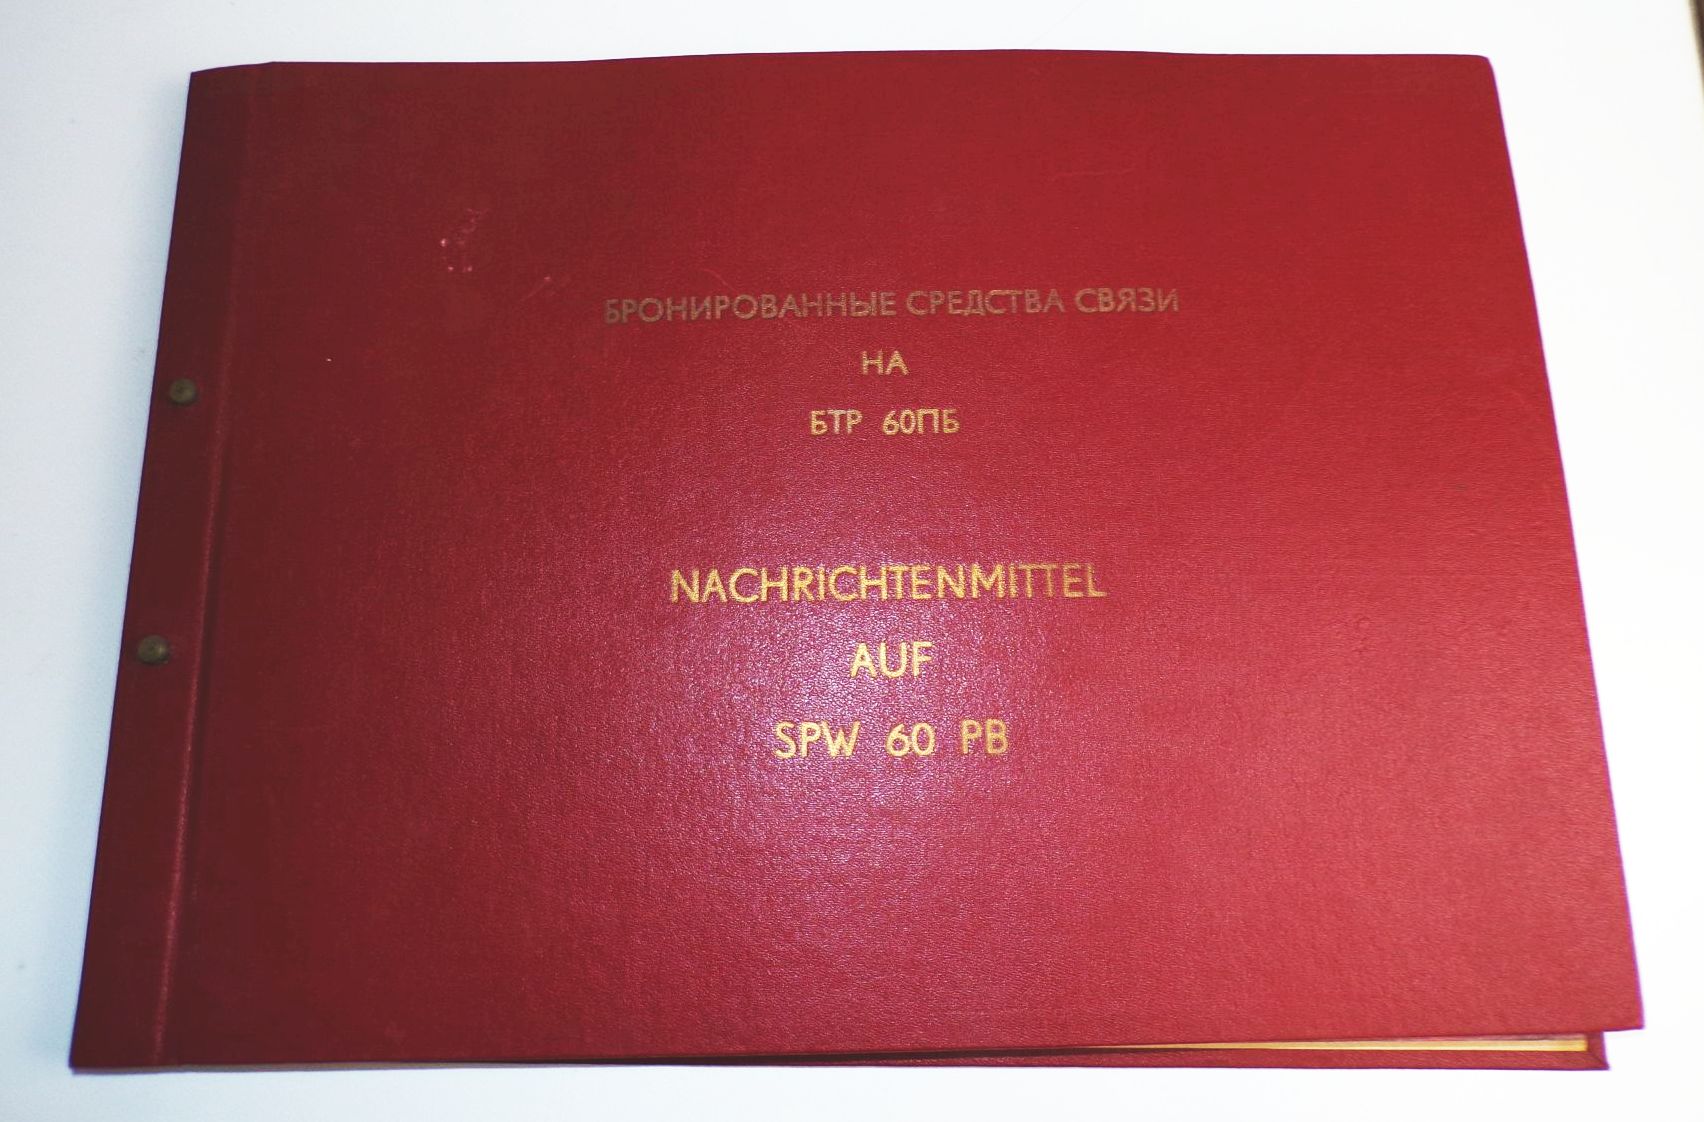 БРОНИРОВАННЫЕ СРЕДСТВА СВЯЗИ
НА
БТР 60ПБ
NACHRICHTENMITTEL
AUF
SPW 60 PB